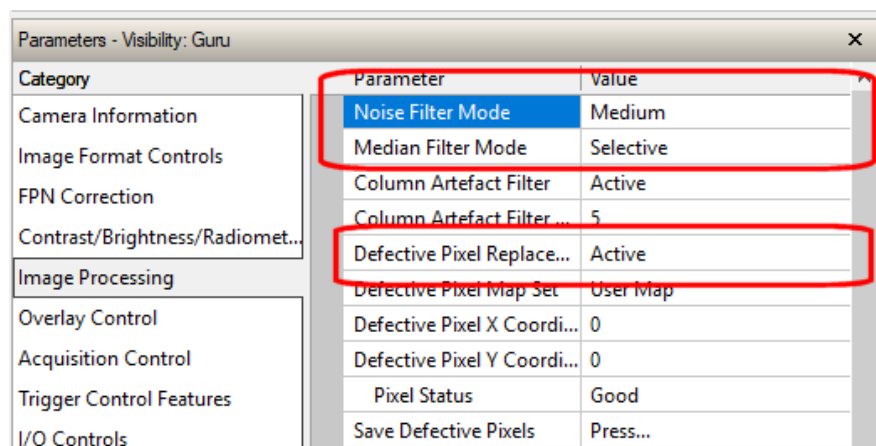 Parameters - Visibility: Guru ×
Category Parameter Value
Camera Information Noise Filter Mode Medium
Image Format Controls Median Filter Mode Selective
FPN Correction Column Artefact Filter Active
Contrast/Brightness/Radiomet... Column Artefact Filter ... 5
Image Processing Defective Pixel Replace... Active
Overlay Control Defective Pixel Map Set User Map
Acquisition Control Defective Pixel X Coordi... 0
Trigger Control Features Defective Pixel Y Coordi... 0
I/O Controls Pixel Status Good
Save Defective Pixels Press...